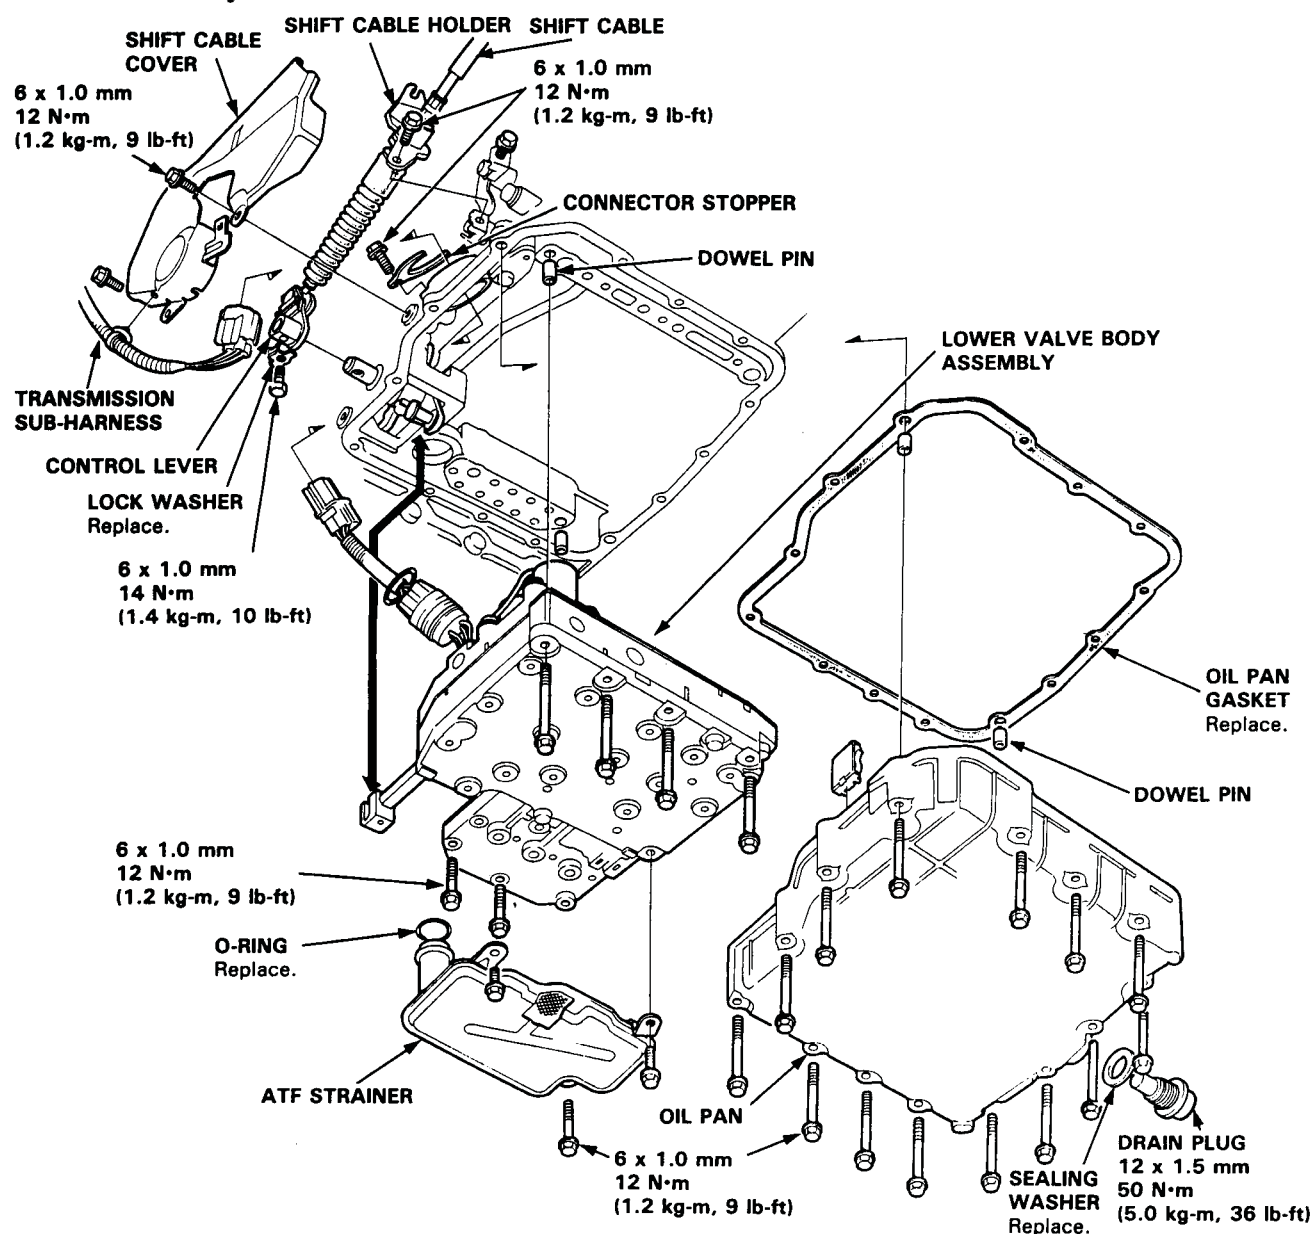 SHIFT CABLE HOLDER
SHIFT CABLE
SHIFT CABLE
COVER
6 x 1.0 mm
12 N•m
(1.2 kg-m, 9 lb-ft)
6 x 1.0 mm
12 N•m
(1.2 kg-m, 9 lb-ft)
CONNECTOR STOPPER
DOWEL PIN
LOWER VALVE BODY
ASSEMBLY
TRANSMISSION
SUB-HARNESS
CONTROL LEVER
LOCK WASHER
Replace.
6 x 1.0 mm
14 N•m
(1.4 kg-m, 10 lb-ft)
OIL PAN
GASKET
Replace.
DOWEL PIN
6 x 1.0 mm
12 N•m
(1.2 kg-m, 9 lb-ft)
O-RING
Replace.
ATF STRAINER
OIL PAN
6 x 1.0 mm
12 N•m
(1.2 kg-m, 9 lb-ft)
SEALING
WASHER
Replace.
DRAIN PLUG
12 x 1.5 mm
50 N•m
(5.0 kg-m, 36 lb-ft)